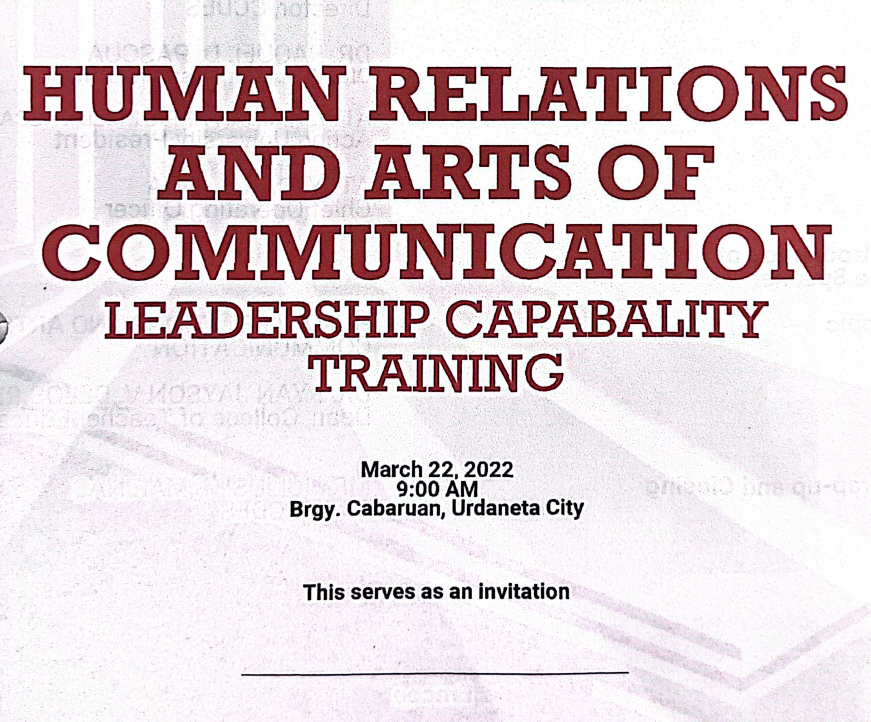 HUMAN RELATIONS
AND ARTS OF
COMMUNICATION
LEADERSHIP CAPABALITY
TRAINING
March 22, 2022
9:00 AM
Brgy. Cabaruan, Urdaneta City
This serves as an invitation